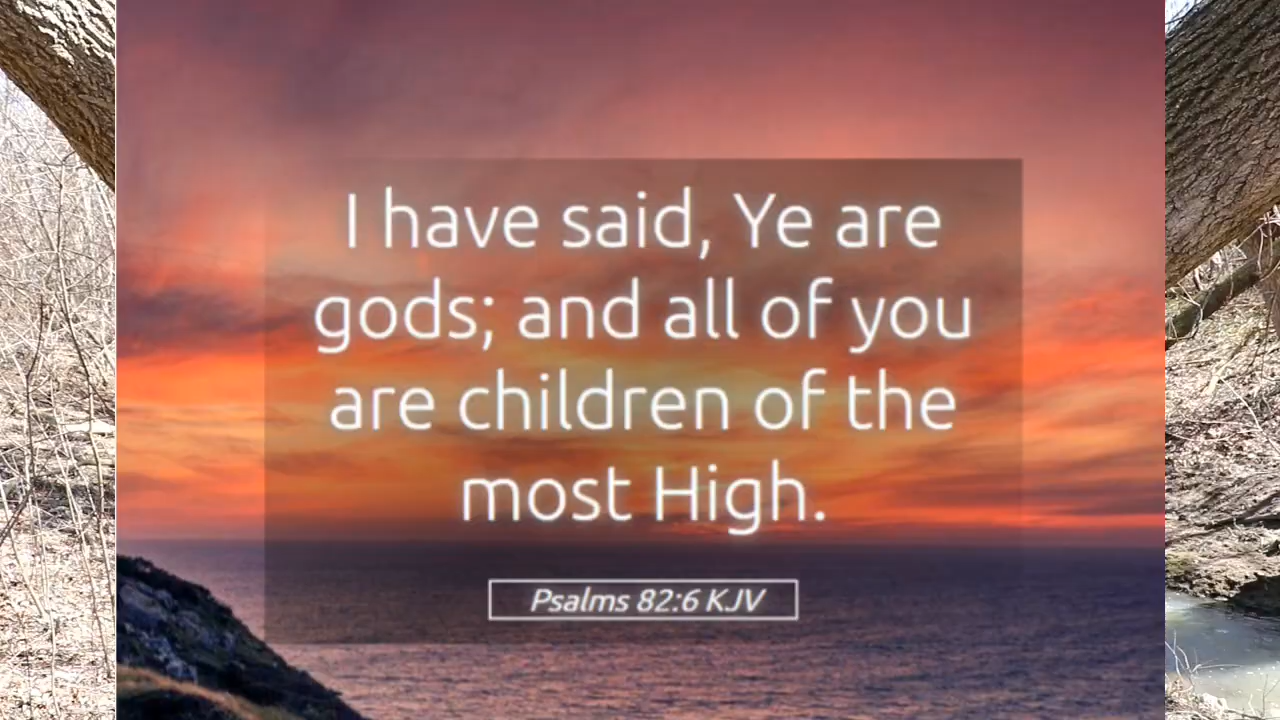 I have said, Ye are
gods; and all of you
are children of the
most High.
Psalms 82:6 KJV